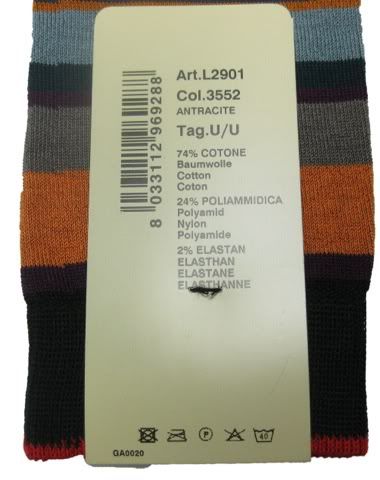 8 033112 969288
Art.L2901
Col.3552
ANTRACITE
Tag.U/U
74% COTONE
Baumwolle
Cotton
Coton
24% POLIAMMIDICA
Polyamid
Nylon
Polyamide
2% ELASTAN
ELASTHAN
ELASTANE
ELASTHANNE
P
40
GA0020